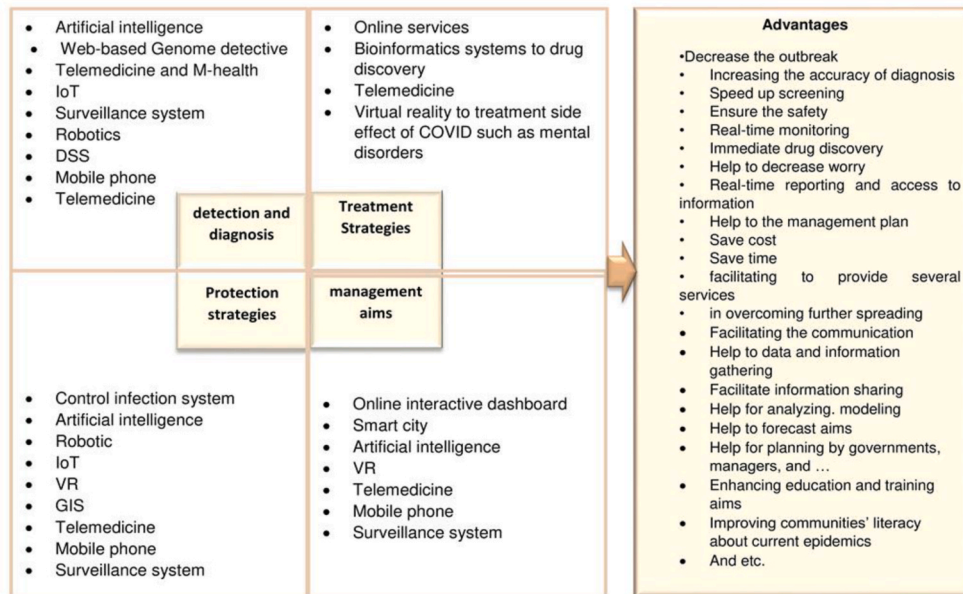 • Artificial intelligence
• Web-based Genome detective
• Telemedicine and M-health
• IoT
• Surveillance system
• Robotics
• DSS
• Mobile phone
• Telemedicine
detection and
diagnosis
• Online services
• Bioinformatics systems to drug
discovery
• Telemedicine
• Virtual reality to treatment side
effect of COVID such as mental
disorders
Treatment
Strategies
Protection
strategies
• Control infection system
• Artificial intelligence
• Robotic
• IoT
• VR
• GIS
• Telemedicine
• Mobile phone
• Surveillance system
management
aims
• Online interactive dashboard
• Smart city
• Artificial intelligence
• VR
• Telemedicine
• Mobile phone
• Surveillance system
Advantages
•Decrease the outbreak
• Increasing the accuracy of diagnosis
• Speed up screening
• Ensure the safety
• Real-time monitoring
• Immediate drug discovery
• Help to decrease worry
• Real-time reporting and access to
information
• Help to the management plan
• Save cost
• Save time
• facilitating to provide several
services
• in overcoming further spreading
• Facilitating the communication
• Help to data and information
gathering
• Facilitate information sharing
• Help for analyzing. modeling
• Help to forecast aims
• Help for planning by governments,
managers, and …
• Enhancing education and training
aims
• Improving communities’ literacy
about current epidemics
• And etc.